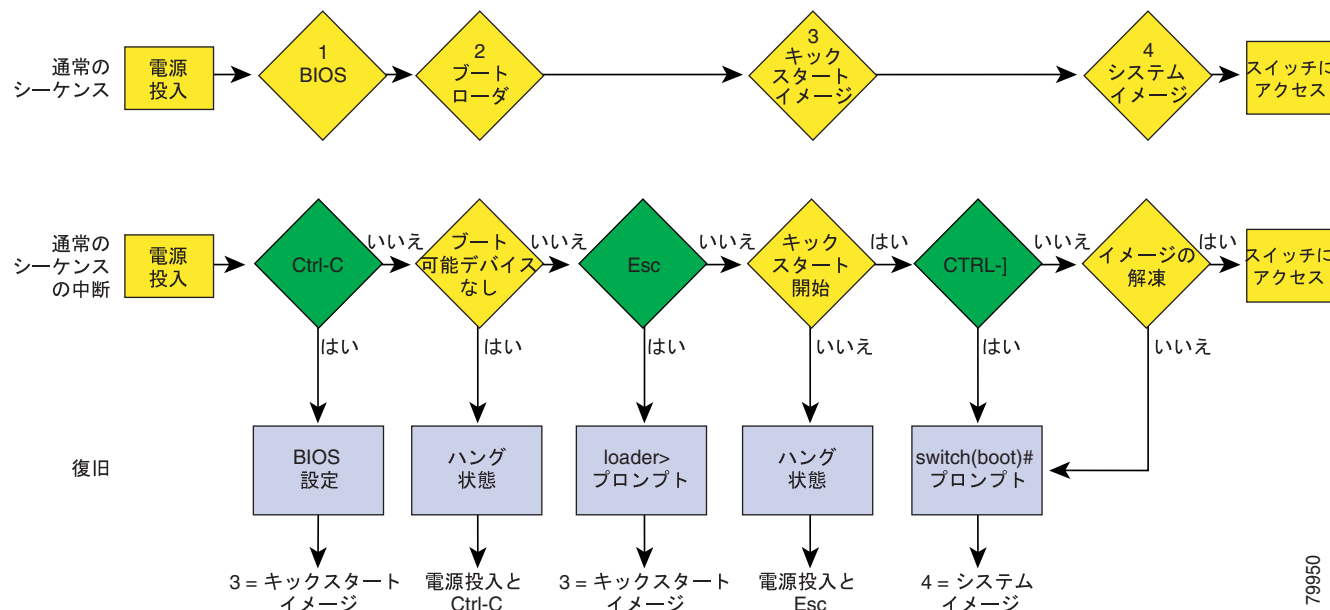 通常の
シーケンス
電源
投入
1
BIOS
2
ブート
ローダ
3
キック
スタート
イメージ
4
システム
イメージ
スイッチに
アクセス
通常の
シーケンス
の中断
電源
投入
Ctrl-C
いいえ
ブート
可能デバイス
なし
いいえ
Esc
いいえ
キック
スタート
開始
はい
CTRL-]
いいえ
イメージの
解凍
はい
スイッチに
アクセス
はい
はい
はい
いいえ
はい
いいえ
復旧
BIOS
設定
ハング
状態
loader>
プロンプト
ハング
状態
switch(boot)#
プロンプト
3 = キックスタート
イメージ
電源投入と
Ctrl-C
3 = キックスタート
イメージ
電源投入と
Esc
4 = システム
イメージ
79950